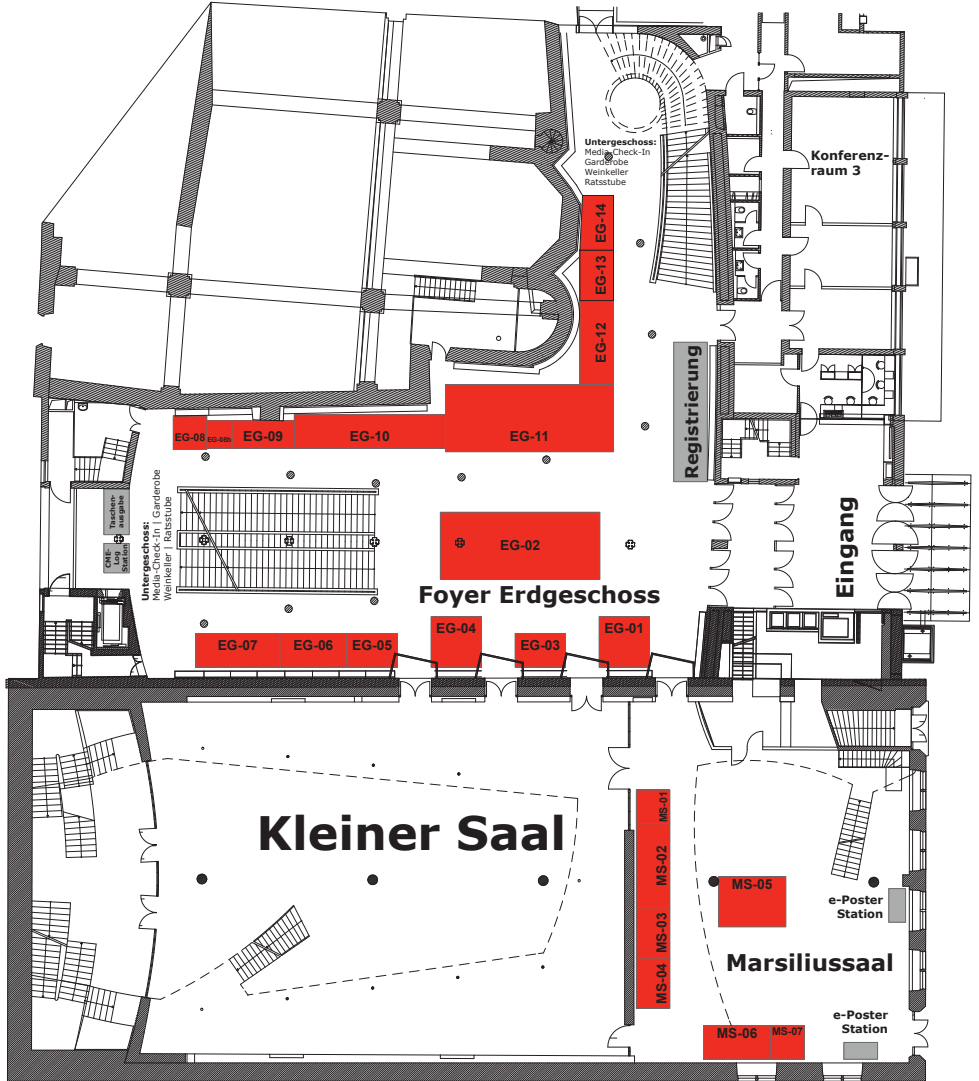 Untergeschoss:
Media-Check-In
Garderobe
Weinkeller
Ratsstube
Konferenz-
raum 3
EG-14
EG-13
EG-12
Registrierung
EG-08
EG-08b
EG-09
EG-10
EG-11
Taschen-
ausgabe
CME-
Log
Station
Untergeschoss:
Media-Check-In | Garderobe
Weinkeller | Ratsstube
EG-02
Eingang
Foyer Erdgeschoss
EG-07
EG-06
EG-05
EG-04
EG-03
EG-01
Kleiner Saal
MS-01
MS-02
MS-03
MS-04
MS-05
e-Poster
Station
Marsiliussaal
MS-06
MS-07
e-Poster
Station